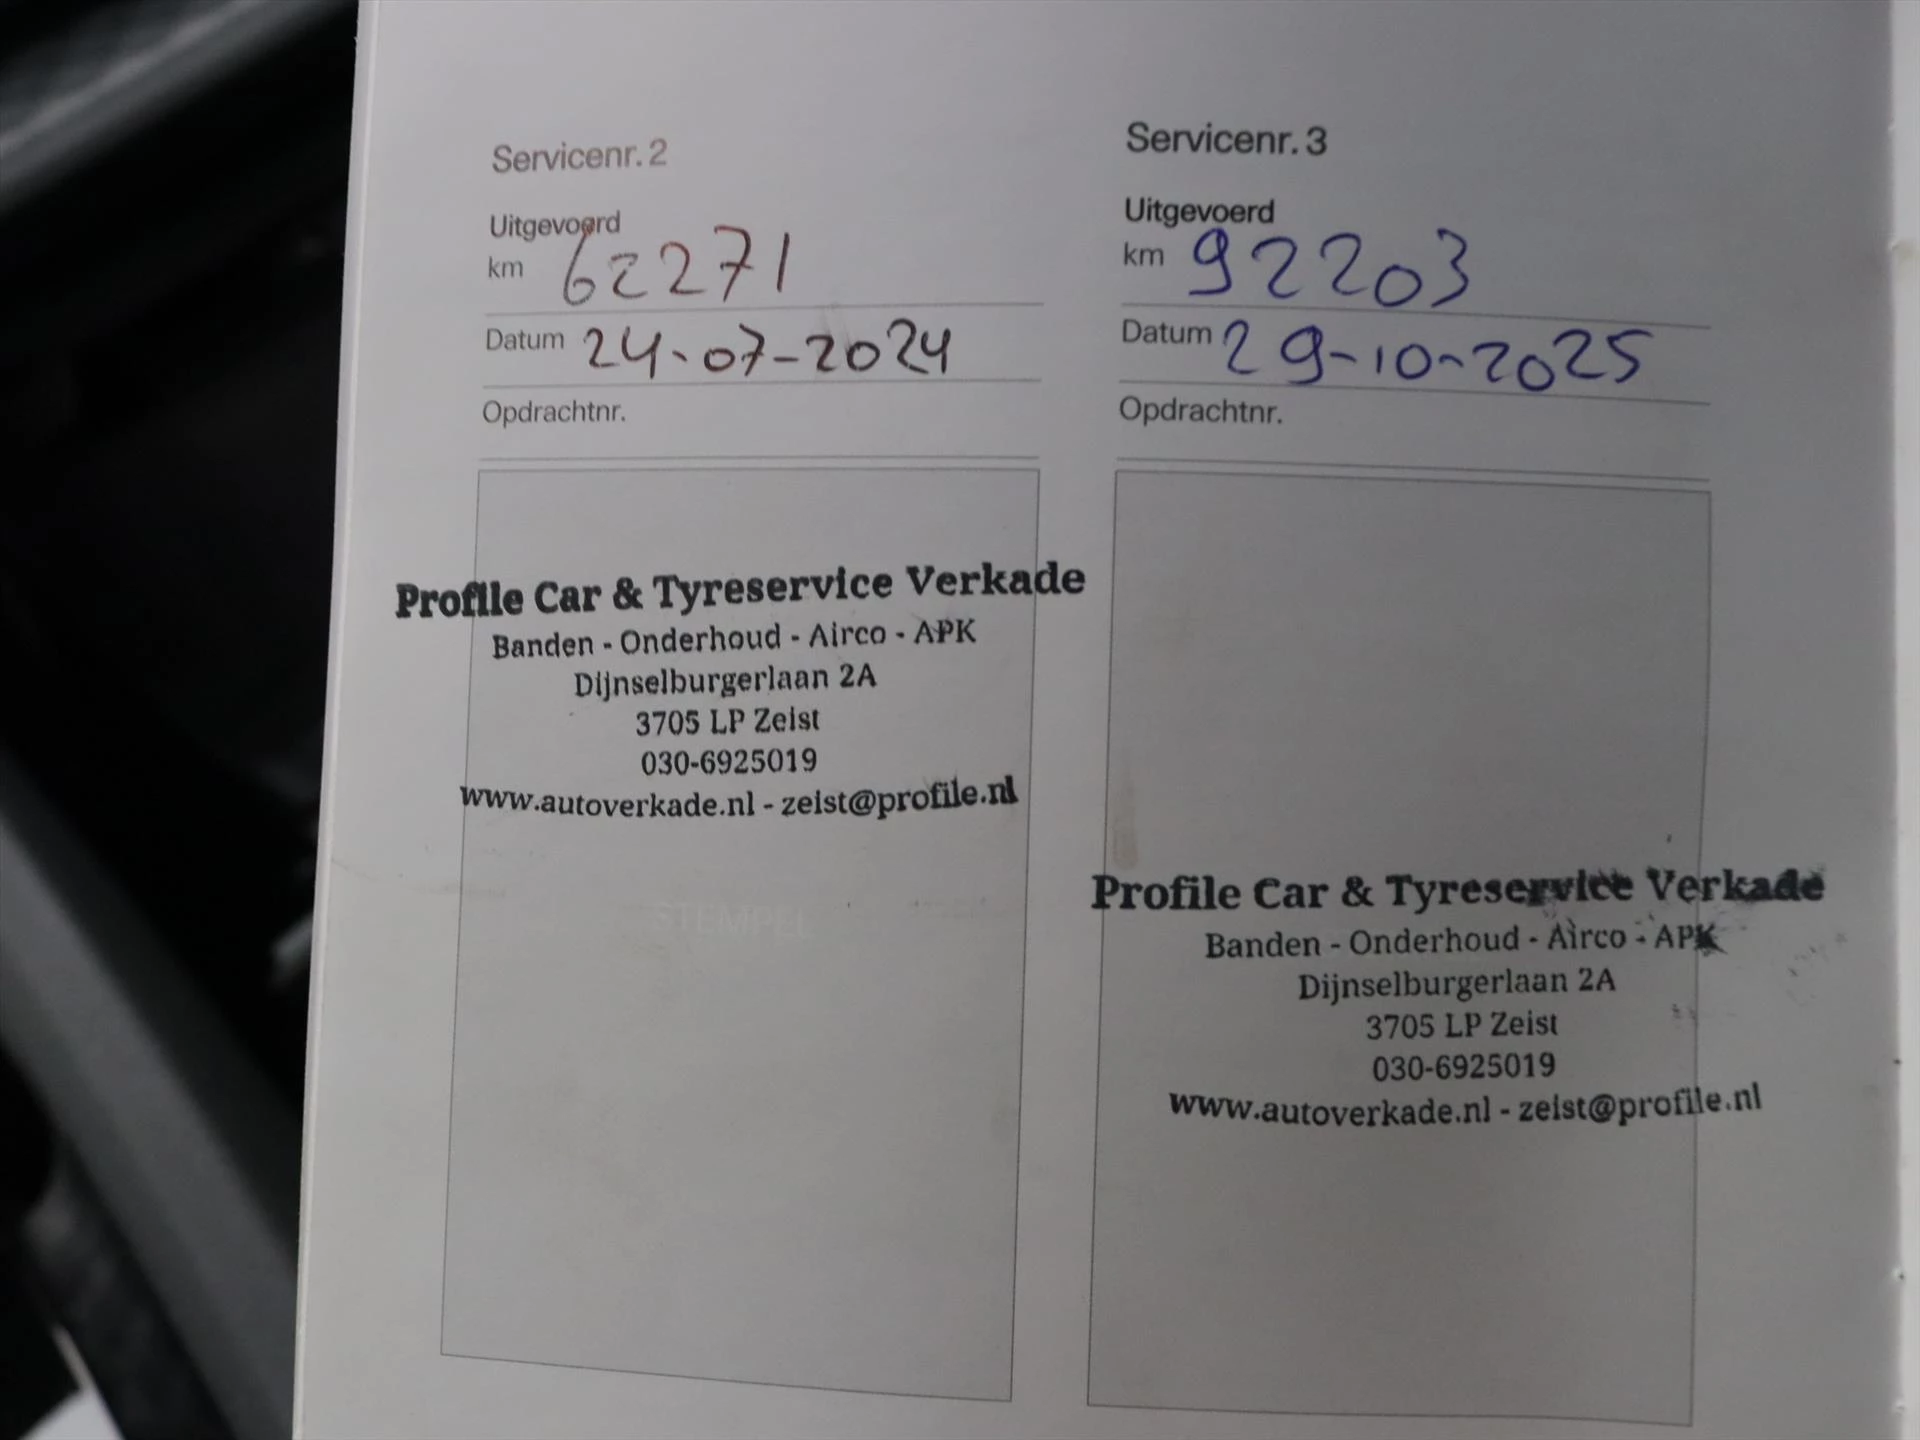 Servicenr. 2
Uitgevoerd
km 62271
Datum 24-07-2024
Opdrachtnr.
Profile Car & Tyreservice Verkade
Banden - Onderhoud - Airco - APK
Dijnselburgerlaan 2A
3705 LP Zeist
030-6925019
www.autoverkade.nl - zeist@profile.nl
STEMPEL
Servicenr. 3
Uitgevoerd
km 92203
Datum 29-10-2025
Opdrachtnr.
Profile Car & Tyreservice Verkade
Banden - Onderhoud - Airco - APK
Dijnselburgerlaan 2A
3705 LP Zeist
030-6925019
www.autoverkade.nl - zeist@profile.nl